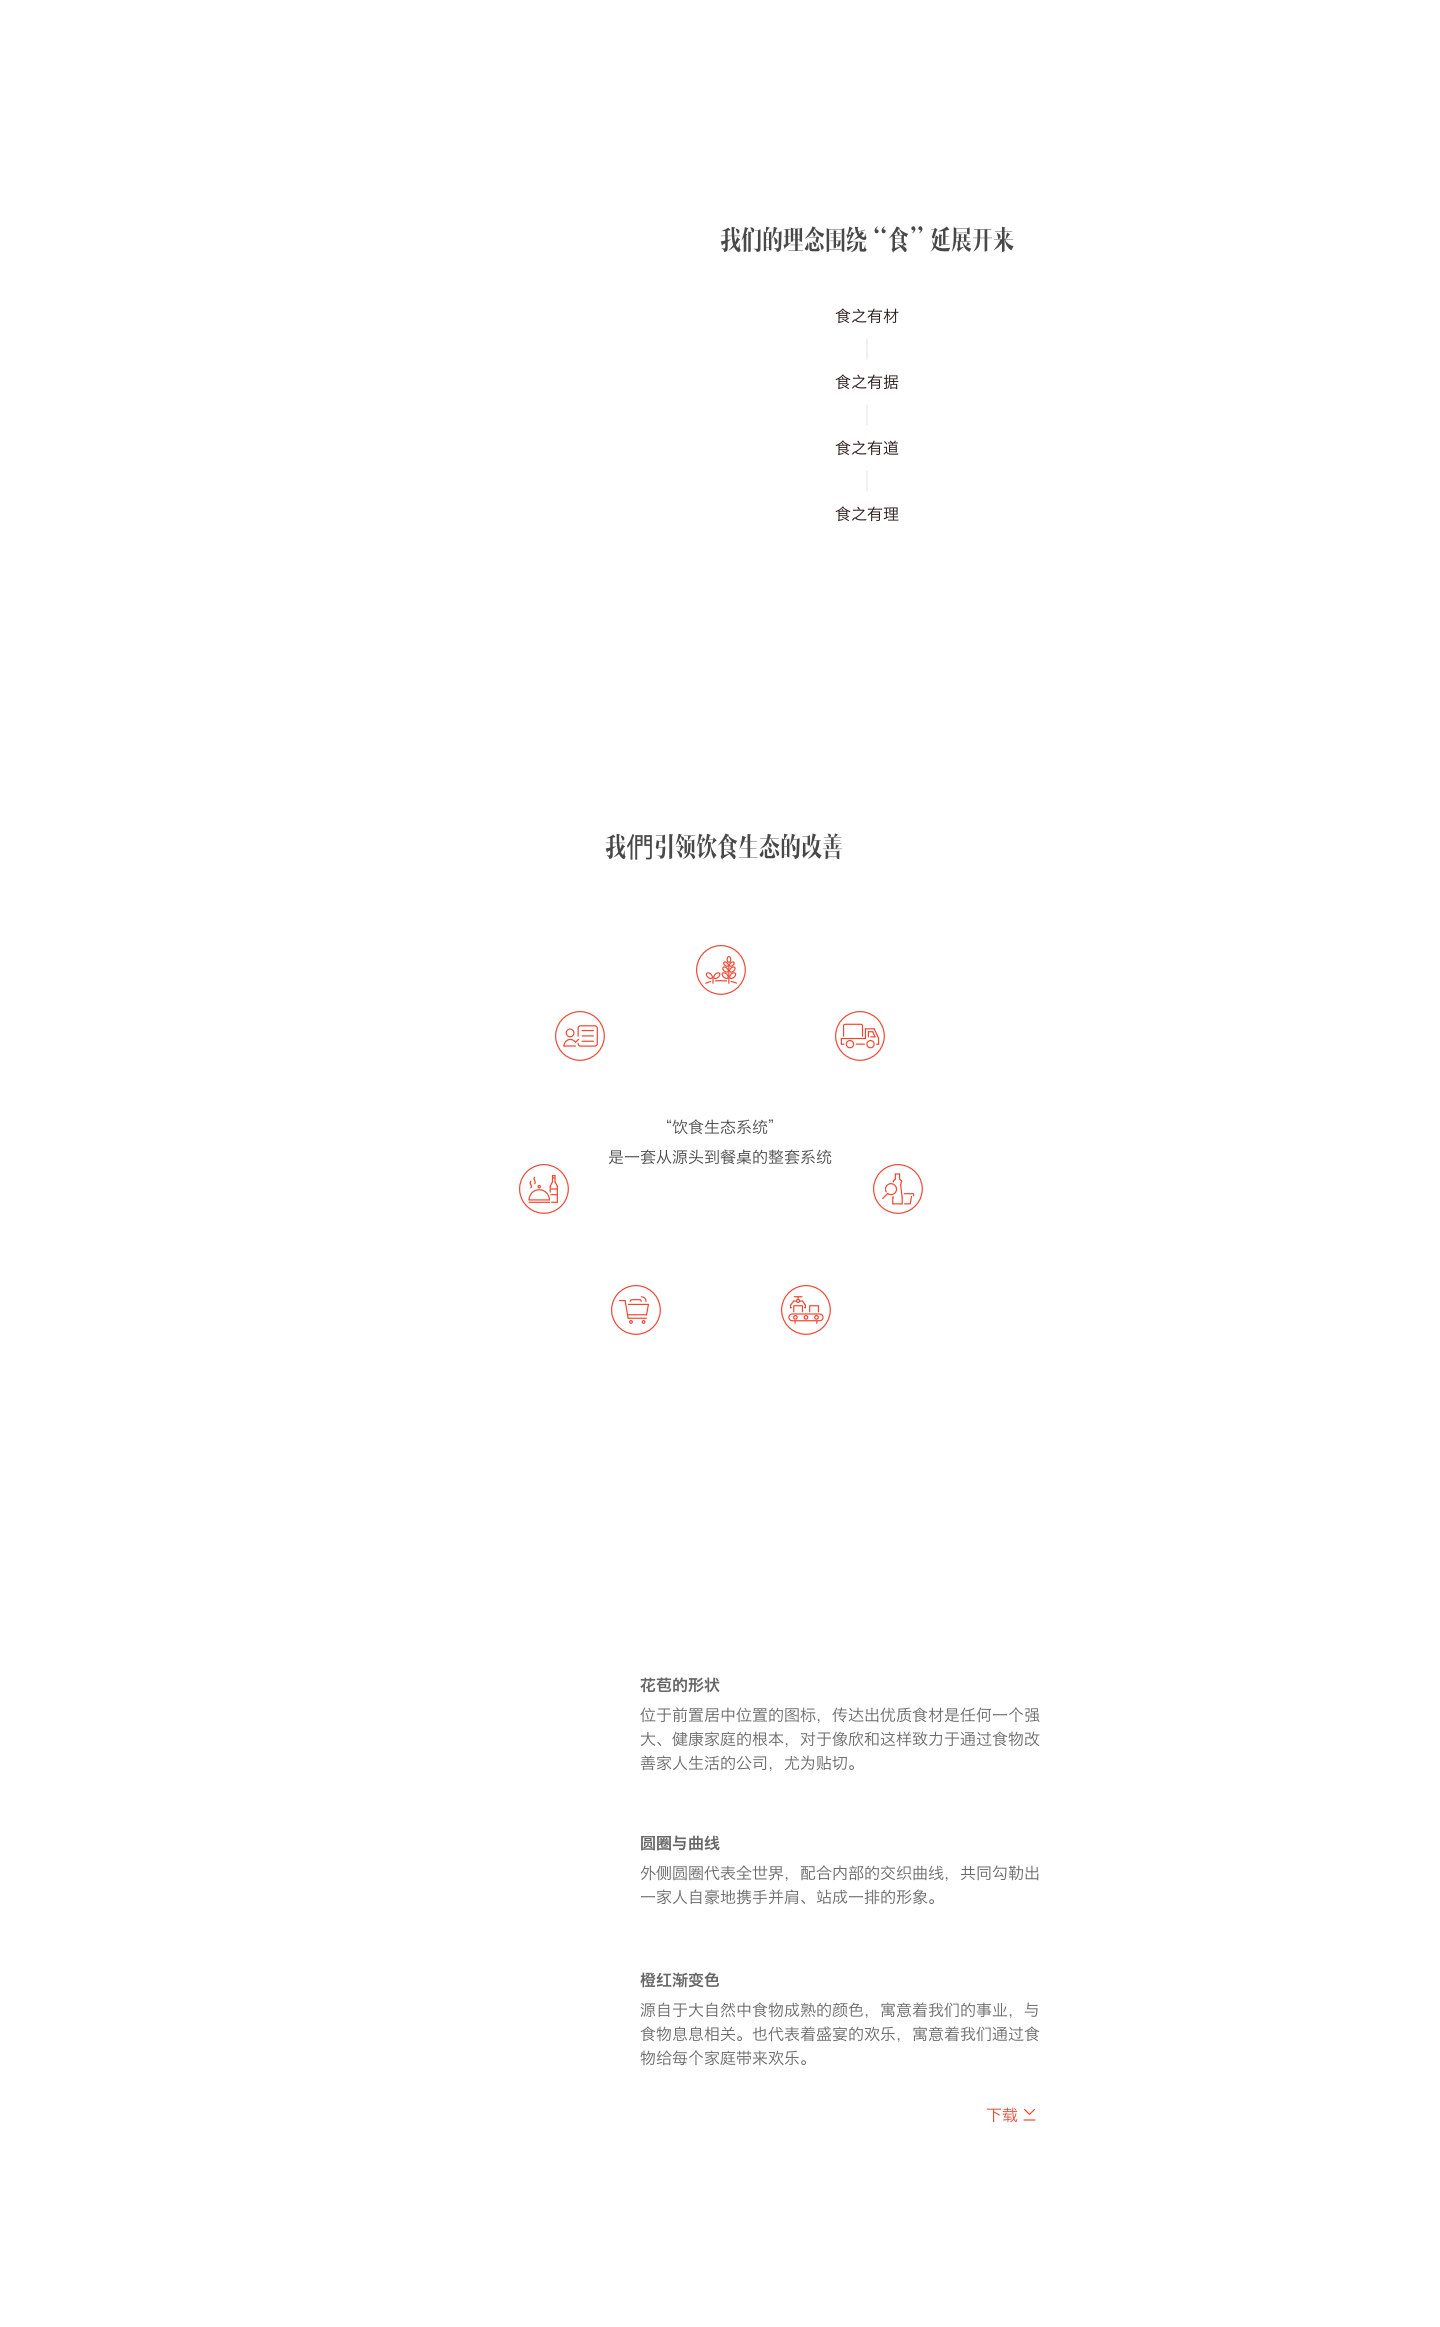 我们的理念围绕“食”延展开来
食之有材
食之有据
食之有道
食之有理
我們引领饮食生态的改善
“饮食生态系统”
是一套从源头到餐桌的整套系统
花苞的形状
位于前置居中位置的图标，传达出优质食材是任何一个强
大、健康家庭的根本，对于像欣和这样致力于通过食物改
善家人生活的公司，尤为贴切。
圆圈与曲线
外侧圆圈代表全世界，配合内部的交织曲线，共同勾勒出
一家人自豪地携手并肩、站成一排的形象。
橙红渐变色
源自于大自然中食物成熟的颜色，寓意着我们的事业，与
食物息息相关。也代表着盛宴的欢乐，寓意着我们通过食
物给每个家庭带来欢乐。
下载